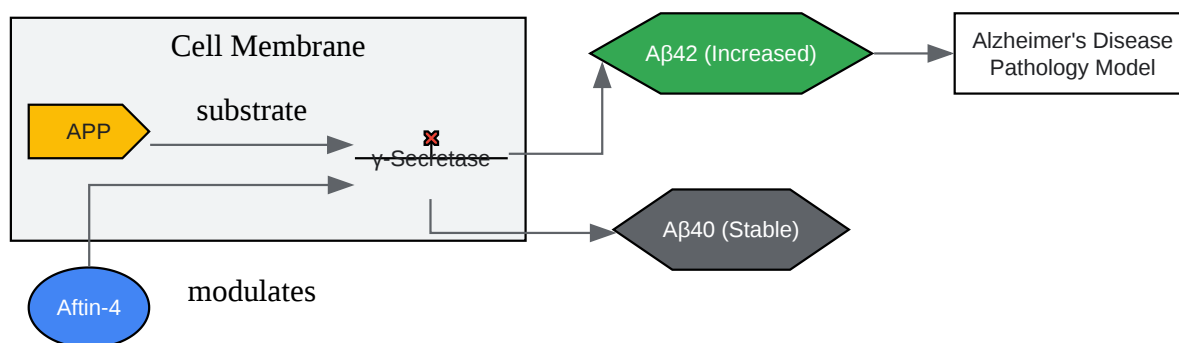 Cell Membrane
APP
substrate
γ-Secretase
Aβ42 (Increased)
Alzheimer's Disease
Pathology Model
Aβ40 (Stable)
Aftin-4
modulates